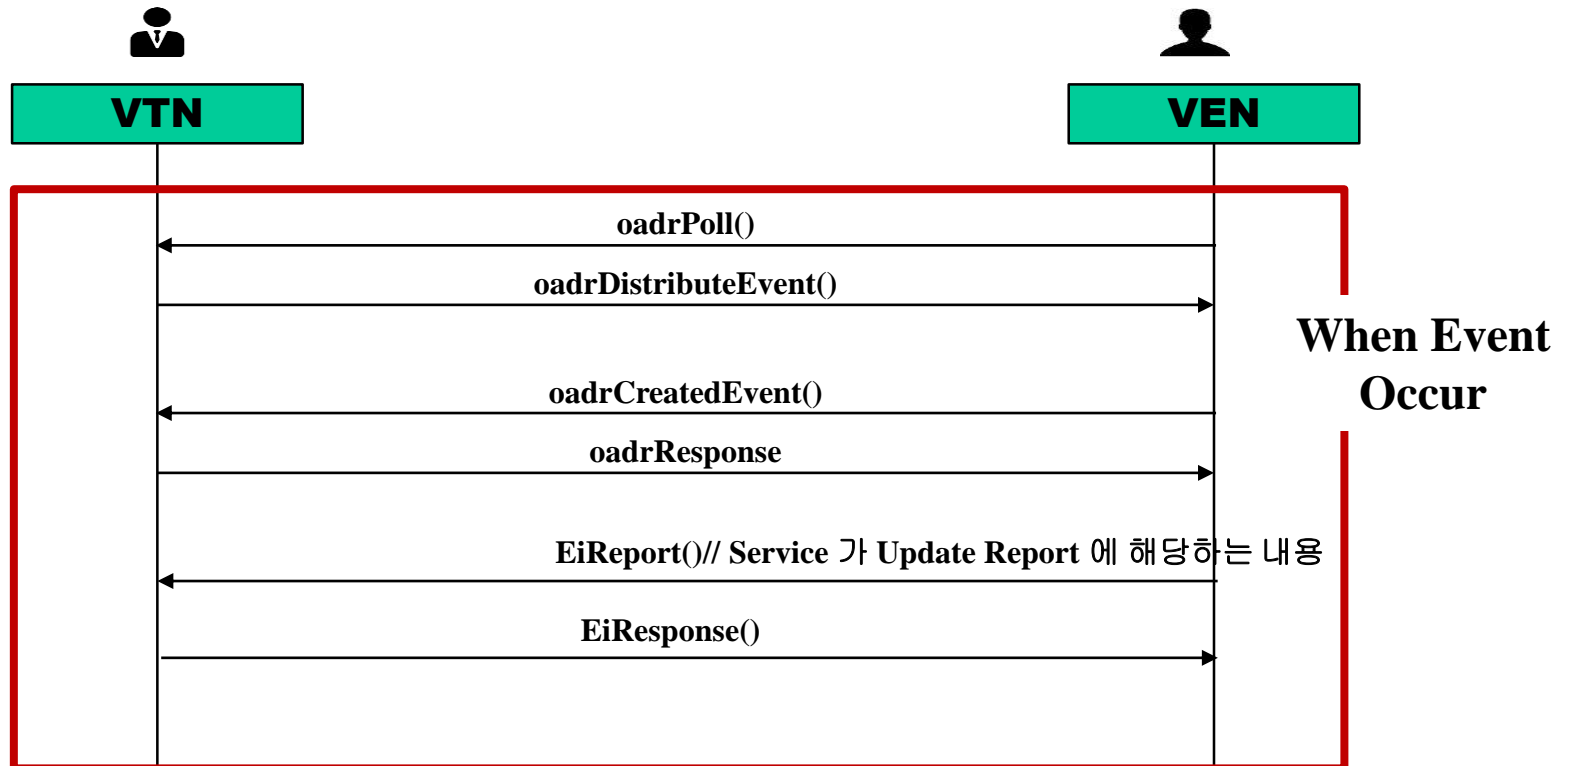 VTN
VEN
oadrPoll()
oadrDistributeEvent()
When Event
Occur
oadrCreatedEvent()
oadrResponse
EiReport()// Service 가 Update Report 에 해당하는 내용
EiResponse()